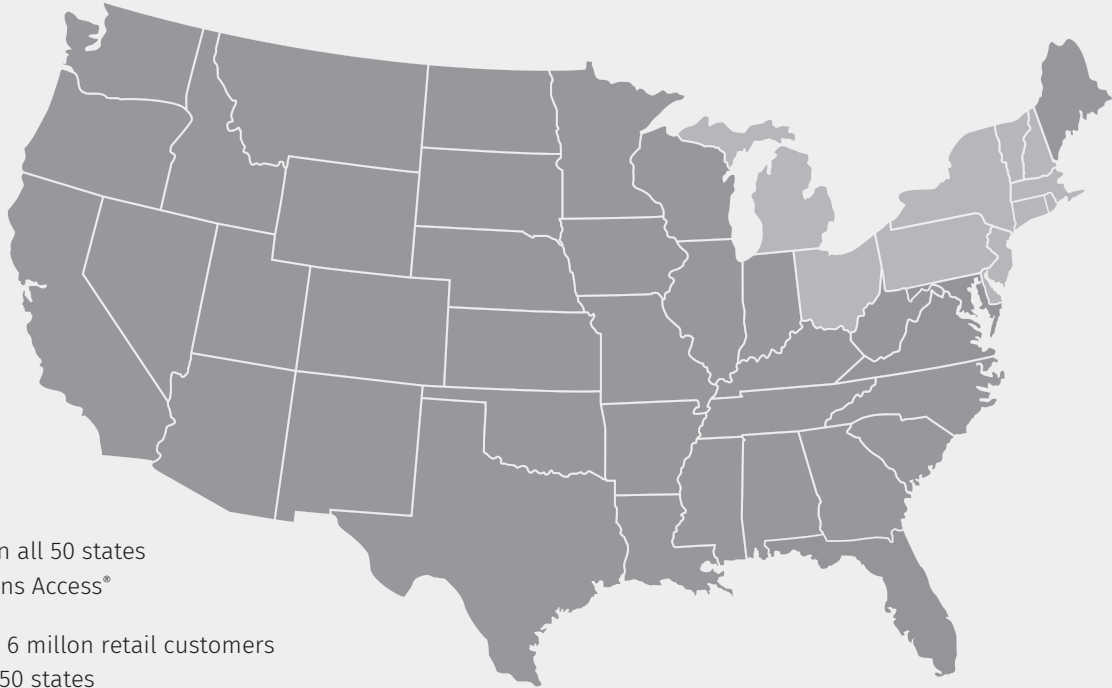 n all 50 states
ns Access®
6 millon retail customers
50 states